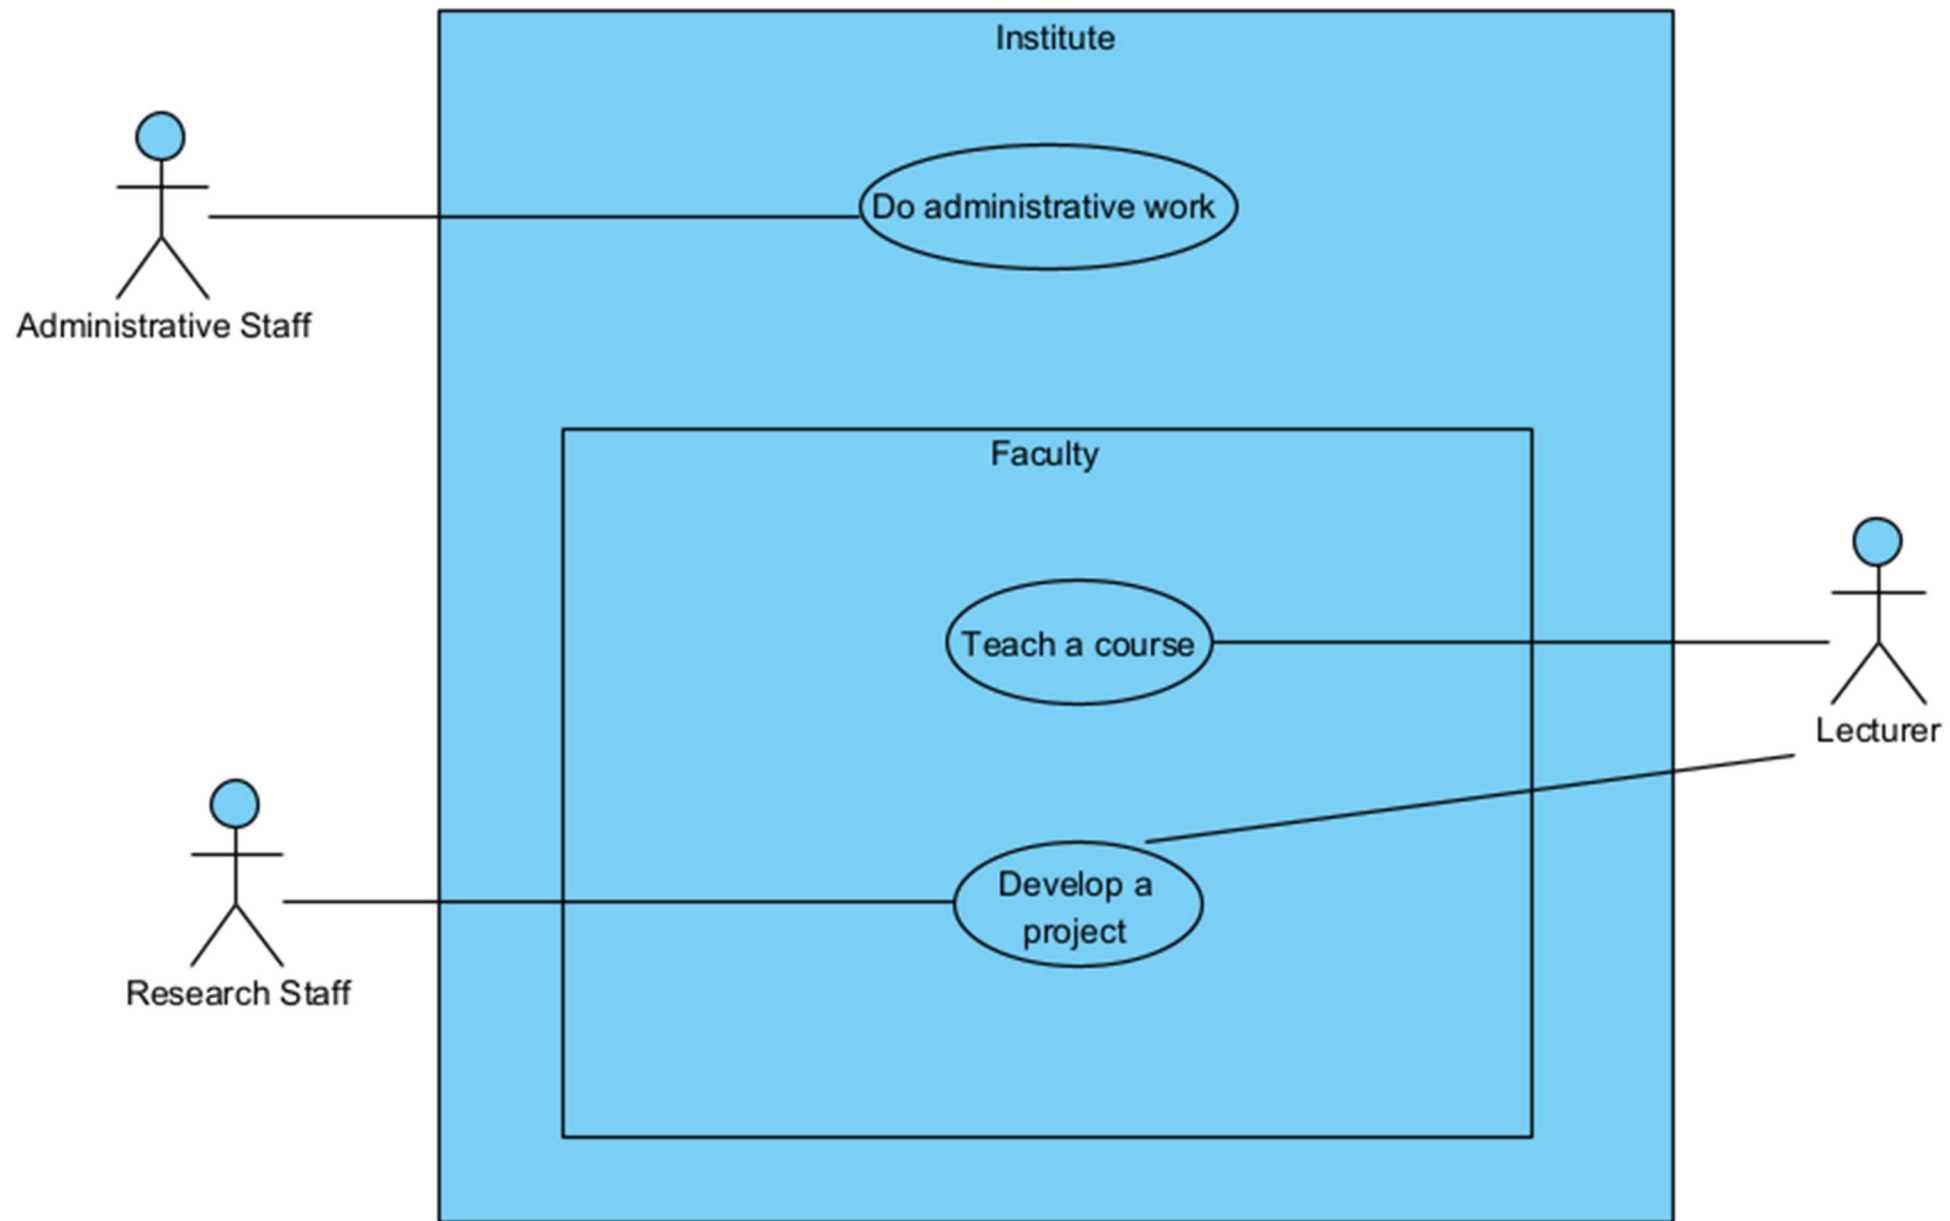 Institute
Do administrative work
Administrative Staff
Faculty
Teach a course
Lecturer
Develop a
project
Research Staff